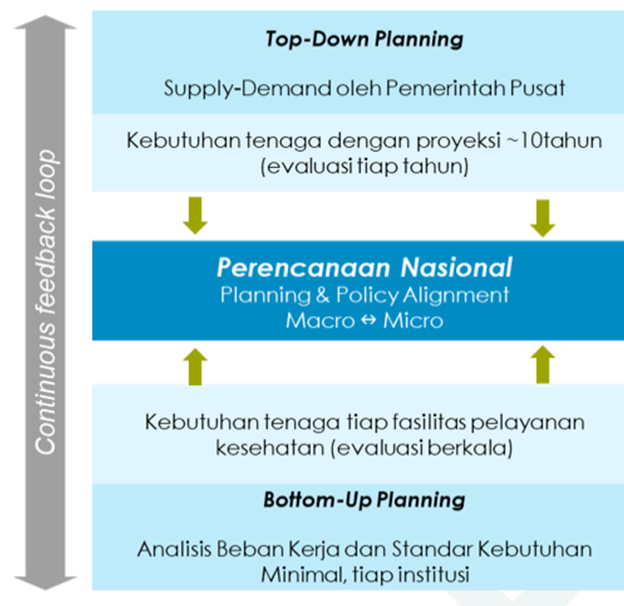 Continuous feedback loop
Top-Down Planning
Supply-Demand oleh Pemerintah Pusat
Kebutuhan tenaga dengan proyeksi ~10tahun
(evaluasi tiap tahun)
Perencanaan Nasional
Planning & Policy Alignment
Macro ↔ Micro
Kebutuhan tenaga tiap fasilitas pelayanan
kesehatan (evaluasi berkala)
Bottom-Up Planning
Analisis Beban Kerja dan Standar Kebutuhan
Minimal, tiap institusi